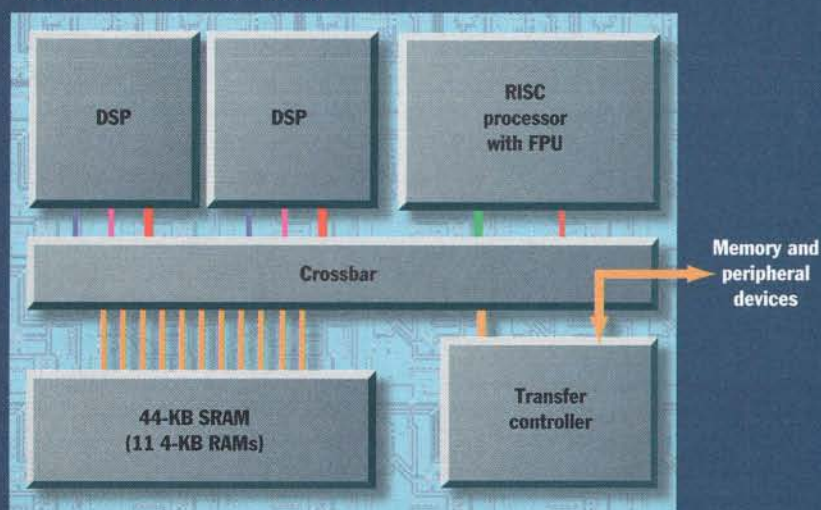 DSP
DSP
RISC
processor
with FPU
Crossbar
Memory and
peripheral
devices
44-KB SRAM
(11 4-KB RAMs)
Transfer
controller